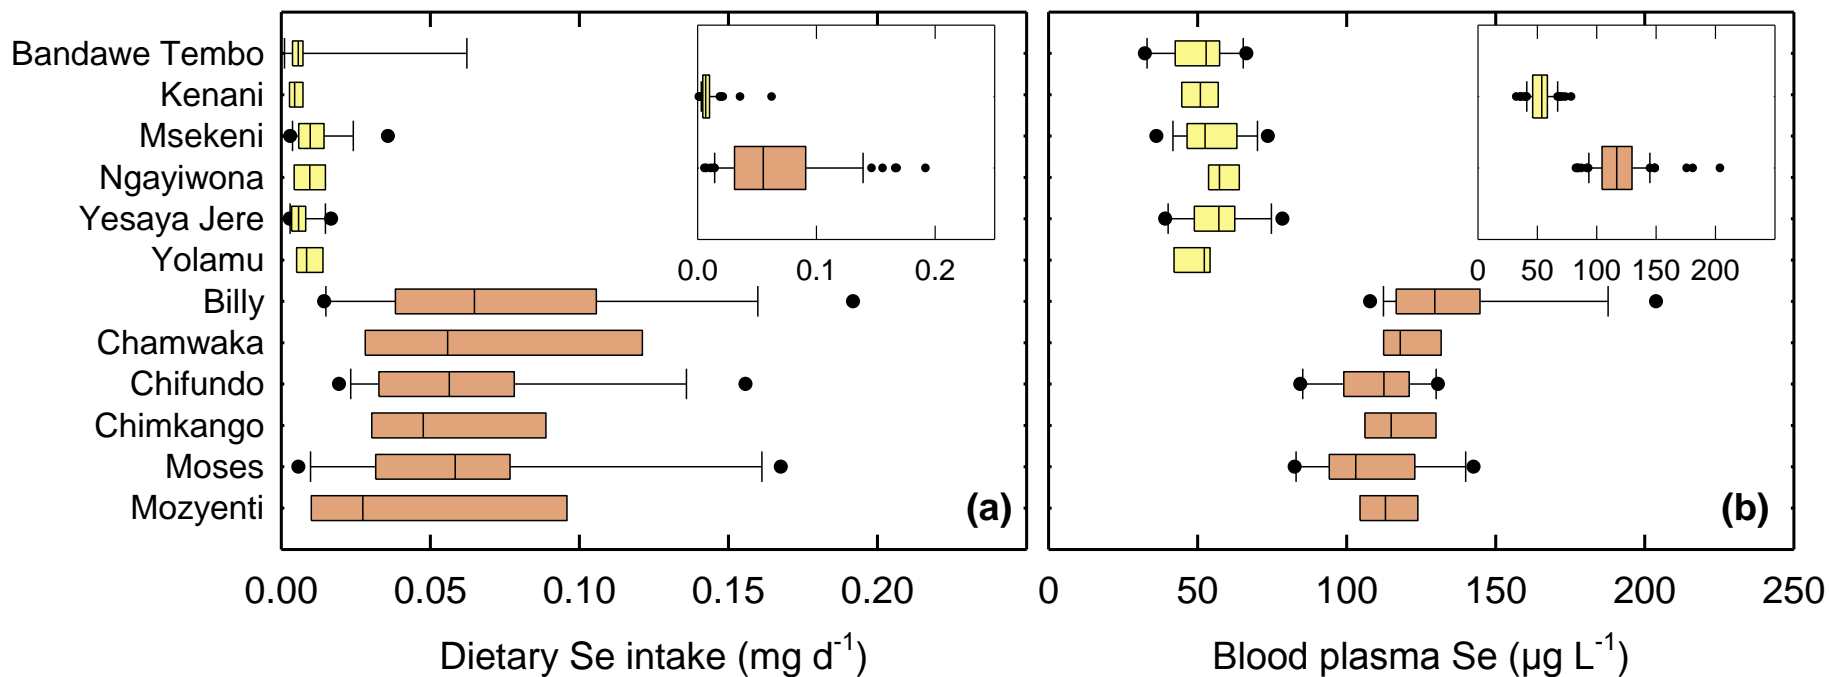 Bandawe Tembo
Kenani
Msekeni
Ngayiwona
Yesaya Jere
Yolamu
Billy
Chamwaka
Chifundo
Chimkango
Moses
Mozyenti
0.0 0.1 0.2
(a)
0.00 0.05 0.10 0.15 0.20
Dietary Se intake (mg d⁻¹)
0 50 100 150 200
(b)
0 50 100 150 200 250
Blood plasma Se (µg L⁻¹)